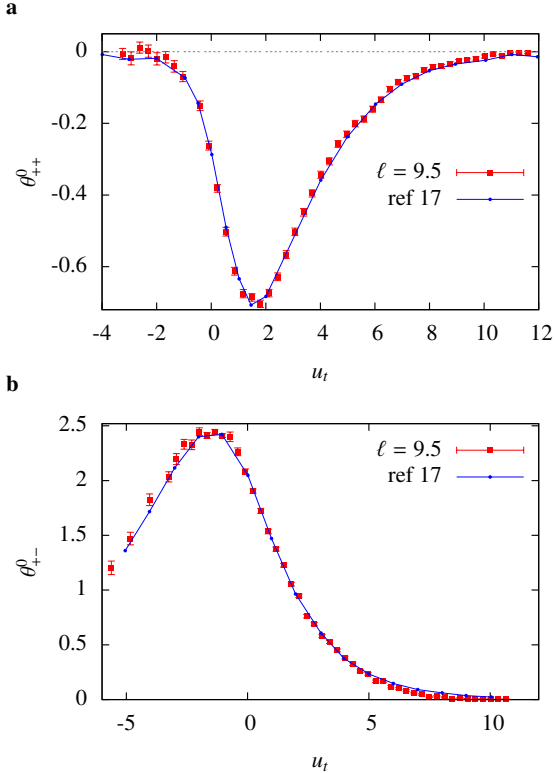 a
0
-0.2
-0.4
-0.6
θ⁰₊₊
ℓ = 9.5
ref 17
-4 -2 0 2 4 6 8 10 12
uₜ
b
2.5
2
1.5
1
0.5
0
θ⁰₊₋
ℓ = 9.5
ref 17
-5 0 5 10
uₜ